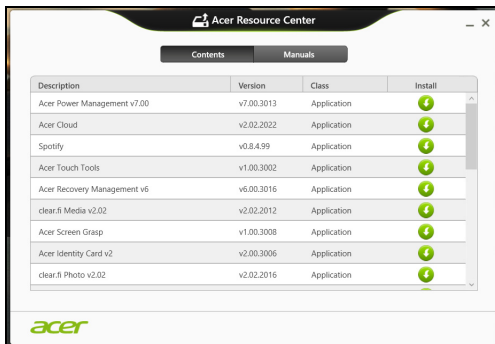 Acer Resource Center
Contents Manuals
Description Version Class Install
Acer Power Management v7.00 v7.00.3013 Application
Acer Cloud v2.02.2022 Application
Spotify v0.8.4.99 Application
Acer Touch Tools v1.00.3002 Application
Acer Recovery Management v6 v6.00.3016 Application
clear.fi Media v2.02 v2.02.2012 Application
Acer Screen Grasp v1.00.3008 Application
Acer Identity Card v2 v2.00.3006 Application
clear.fi Photo v2.02 v2.02.2016 Application
acer